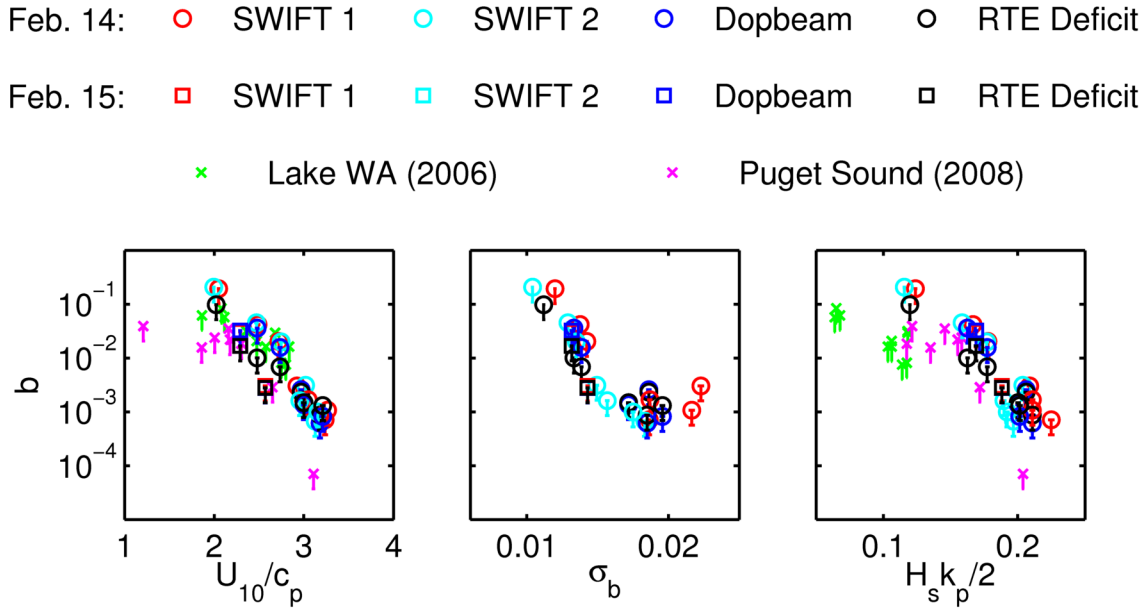 Feb. 14: SWIFT 1 SWIFT 2 Dopbeam RTE Deficit
Feb. 15: SWIFT 1 SWIFT 2 Dopbeam RTE Deficit
Lake WA (2006) Puget Sound (2008)
b
10⁻¹
10⁻²
10⁻³
10⁻⁴
1 2 3 4 0.01 0.02 0.1 0.2
U₁₀/cₚ σ_b Hₛkₚ/2